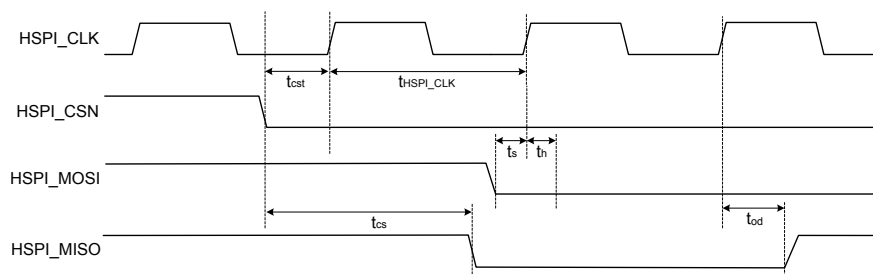 HSPI_CLK
tcst
tHSPI_CLK
HSPI_CSN
ts
th
HSPI_MOSI
tcs
tod
HSPI_MISO